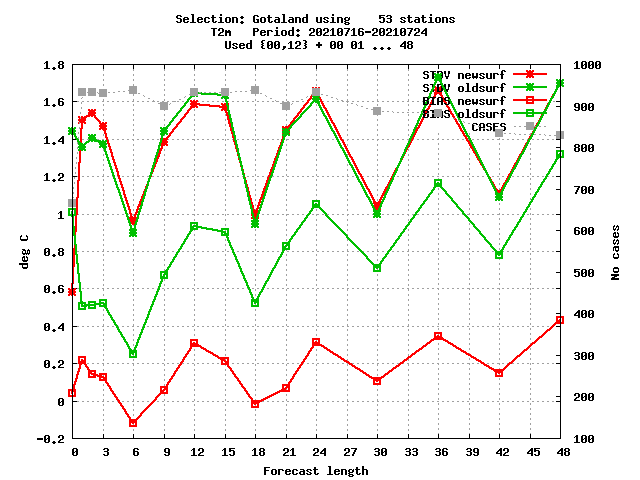 Selection: Gotaland using    53 stations
T2m   Period: 20210716-20210724
Used {00,12} + 00 01 ... 48
1.8
1.6
1.4
1.2
1
0.8
0.6
0.4
0.2
0
-0.2
deg C
STDV newsurf
STDV oldsurf
BIAS newsurf
BIAS oldsurf
CASES
1000
900
800
700
600
500
400
300
200
100
No cases
0 3 6 9 12 15 18 21 24 27 30 33 36 39 42 45 48
Forecast length